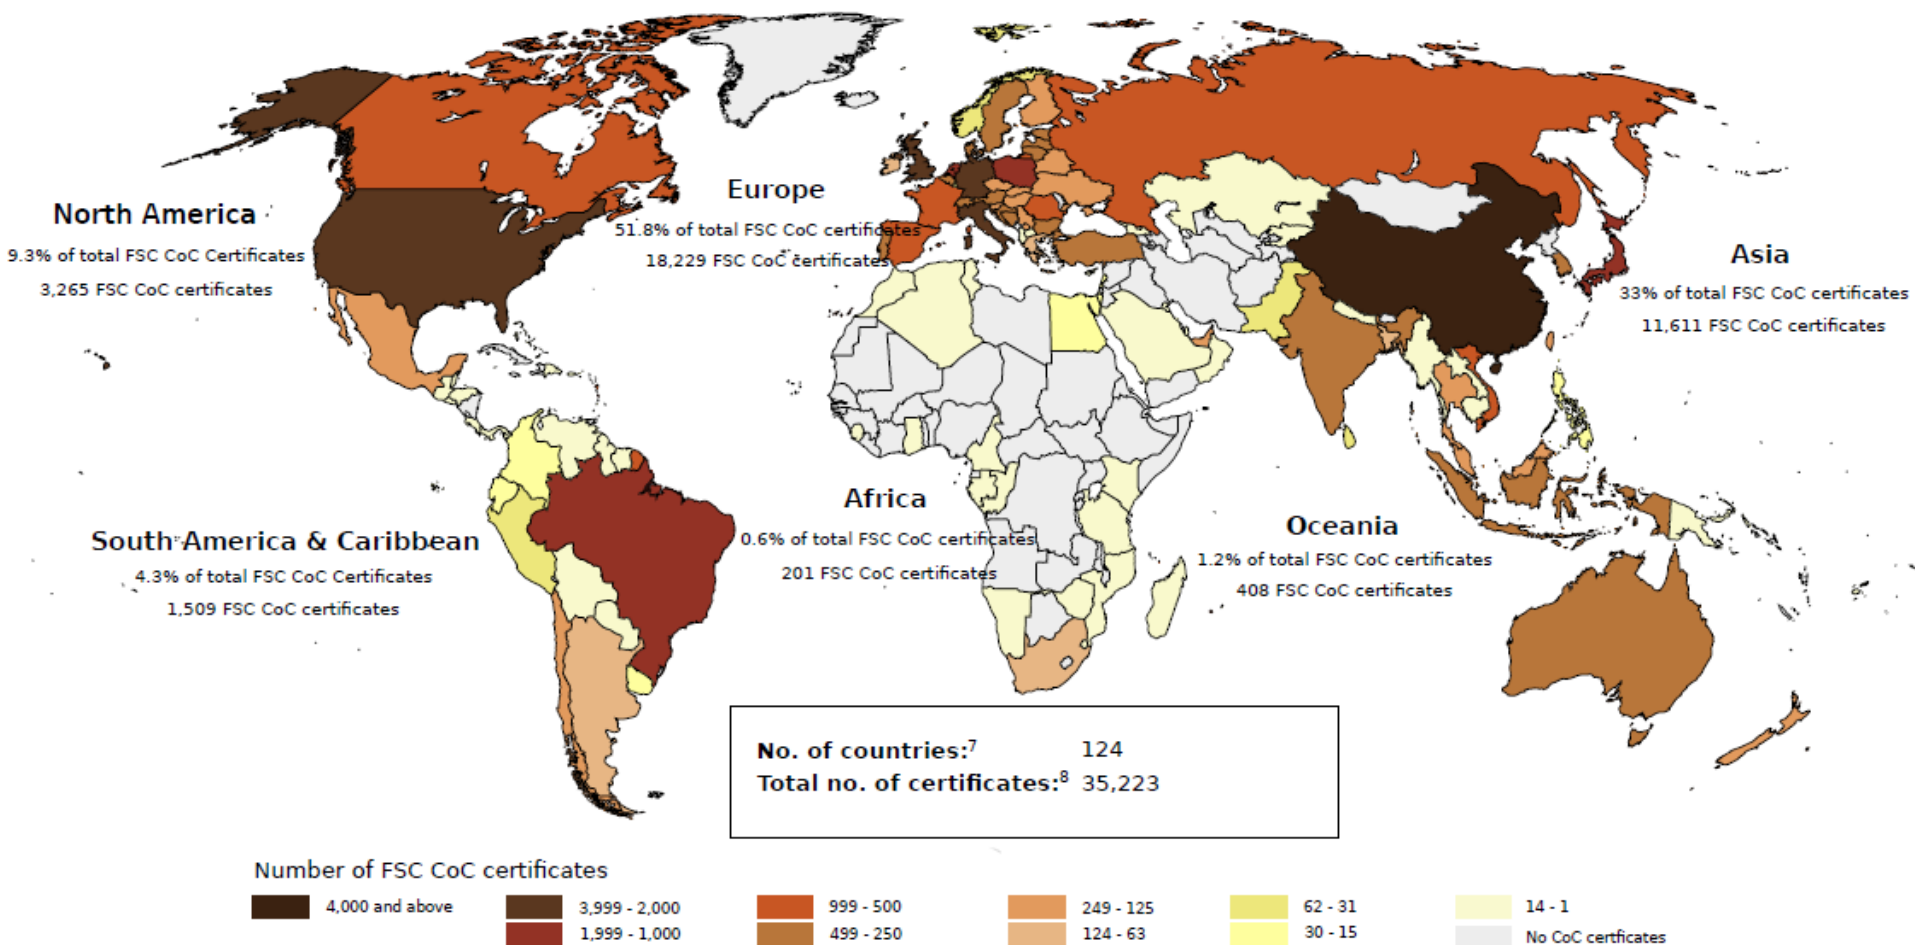 North America
9.3% of total FSC CoC Certificates
3,265 FSC CoC certificates
Europe
51.8% of total FSC CoC certificates
18,229 FSC CoC certificates
Asia
33% of total FSC CoC certificates
11,611 FSC CoC certificates
South America & Caribbean
4.3% of total FSC CoC Certificates
1,509 FSC CoC certificates
Africa
0.6% of total FSC CoC certificates
201 FSC CoC certificates
Oceania
1.2% of total FSC CoC certificates
408 FSC CoC certificates
No. of countries:⁷ 124
Total no. of certificates:⁸ 35,223
Number of FSC CoC certificates
4,000 and above 3,999 - 2,000 999 - 500 249 - 125 62 - 31 14 - 1
1,999 - 1,000 499 - 250 124 - 63 30 - 15 No CoC certficates